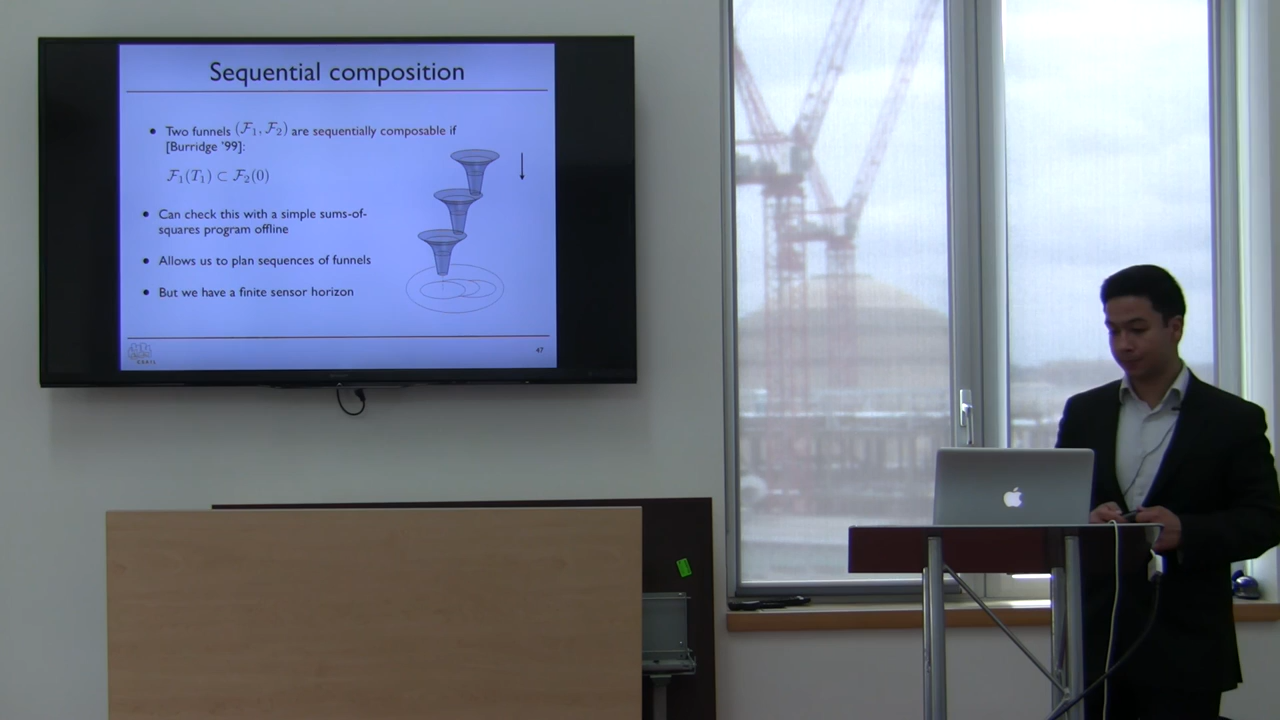 Sequential composition
• Two funnels (ℱ₁, ℱ₂) are sequentially composable if
[Burridge '99]:
ℱ₁(T₁) ⊂ ℱ₂(0)
• Can check this with a simple sums-of-
squares program offline
• Allows us to plan sequences of funnels
• But we have a finite sensor horizon
CSAIL
47